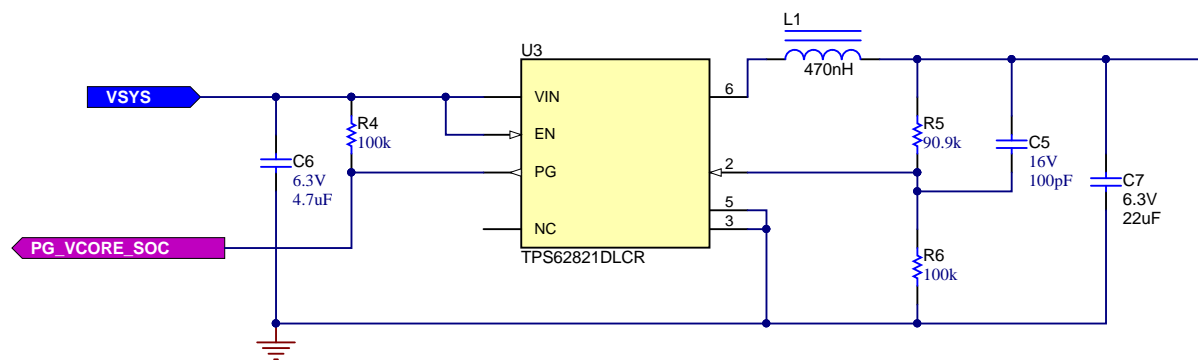 L1
470nH
U3
VSYS
VIN
6
EN
R4
100k
R5
90.9k
C5
16V
100pF
C6
6.3V
4.7uF
PG
2
C7
6.3V
22uF
5
NC
3
PG_VCORE_SOC
TPS62821DLCR
R6
100k